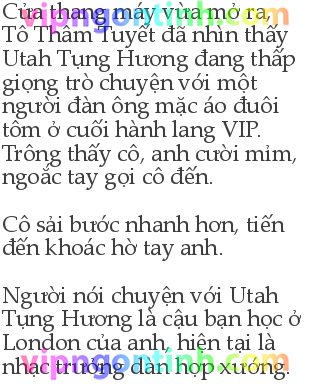 Cửa thang máy vừa mở ra,
Tô Thâm Tuyết đã nhìn thấy
Utah Tụng Hương đang thấp
giọng trò chuyện với một
người đàn ông mặc áo đuôi
tôm ở cuối hành lang VIP.
Trông thấy cô, anh cười mỉm,
ngoắc tay gọi cô đến.
Cô sải bước nhanh hơn, tiến
đến khoác hờ tay anh.
Người nói chuyện với Utah
Tụng Hương là cậu bạn học ở
London của anh, hiện tại là
nhạc trưởng dàn hợp xướng.
vipngontinh.com
vipngontinh.com